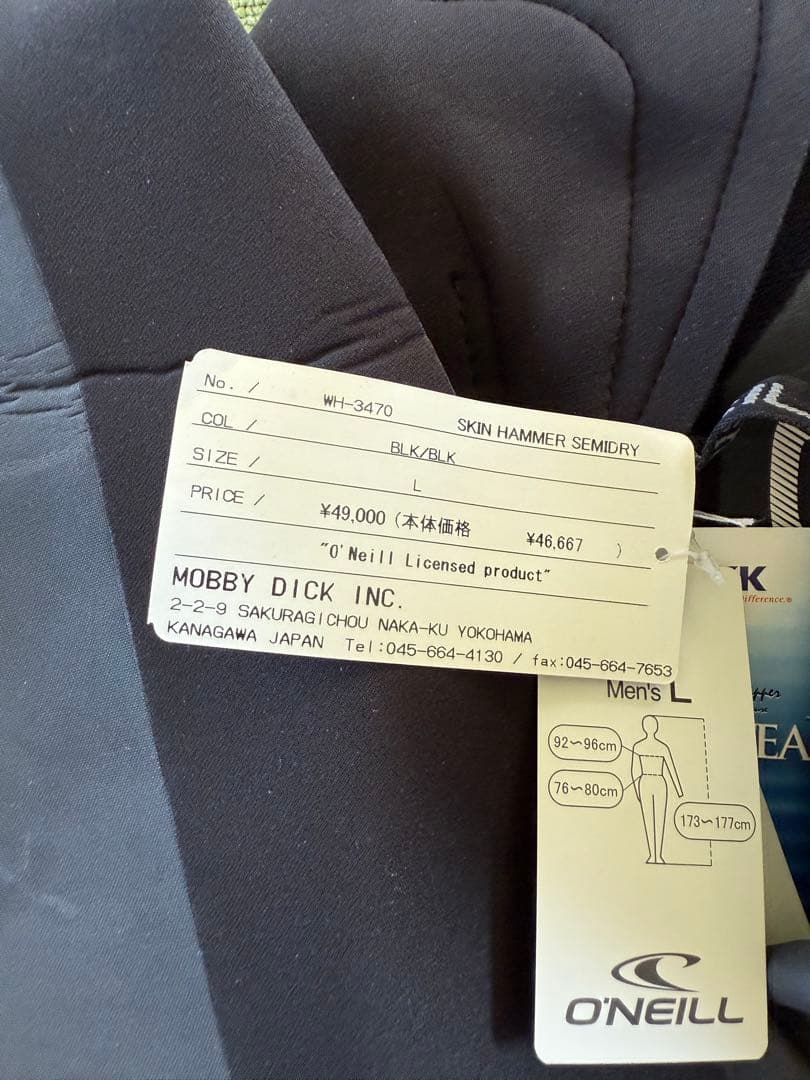 No. / WH-3470 SKIN HAMMER SEMIDRY
COL / BLK/BLK
SIZE / L
PRICE / ¥49,000 (本体価格 ¥46,667 )
"O'Neill Licensed product"
MOBBY DICK INC.
2-2-9 SAKURAGICHOU NAKA-KU YOKOHAMA
KANAGAWA JAPAN Tel:045-664-4130 / fax:045-664-7653
Men's L
92〜96cm
76〜80cm
173〜177cm
O'NEILL